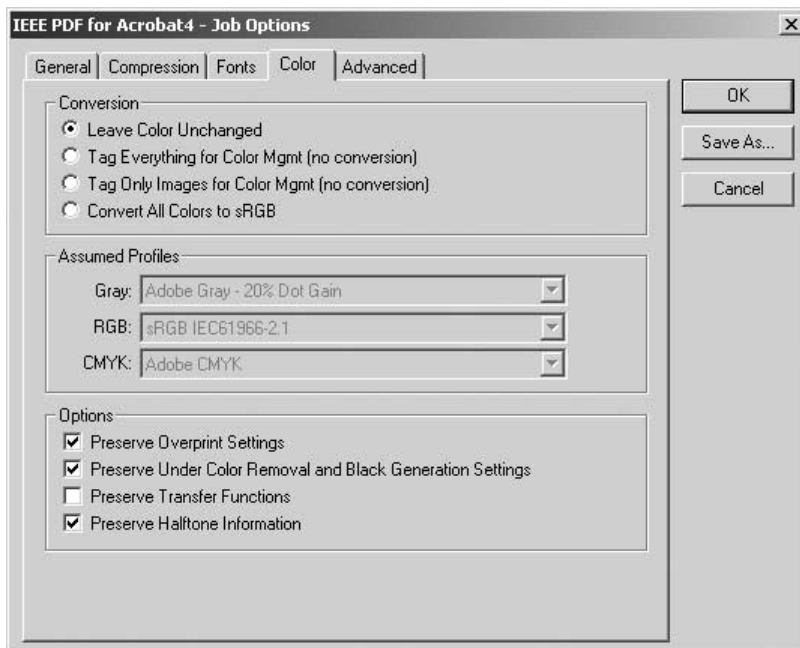 IEEE PDF for Acrobat4 - Job Options
General Compression Fonts Color Advanced
Conversion
Leave Color Unchanged
Tag Everything for Color Mgmt (no conversion)
Tag Only Images for Color Mgmt (no conversion)
Convert All Colors to sRGB
Assumed Profiles
Gray: Adobe Gray - 20% Dot Gain
RGB: sRGB IEC61966-2.1
CMYK: Adobe CMYK
Options
Preserve Overprint Settings
Preserve Under Color Removal and Black Generation Settings
Preserve Transfer Functions
Preserve Halftone Information
OK
Save As...
Cancel